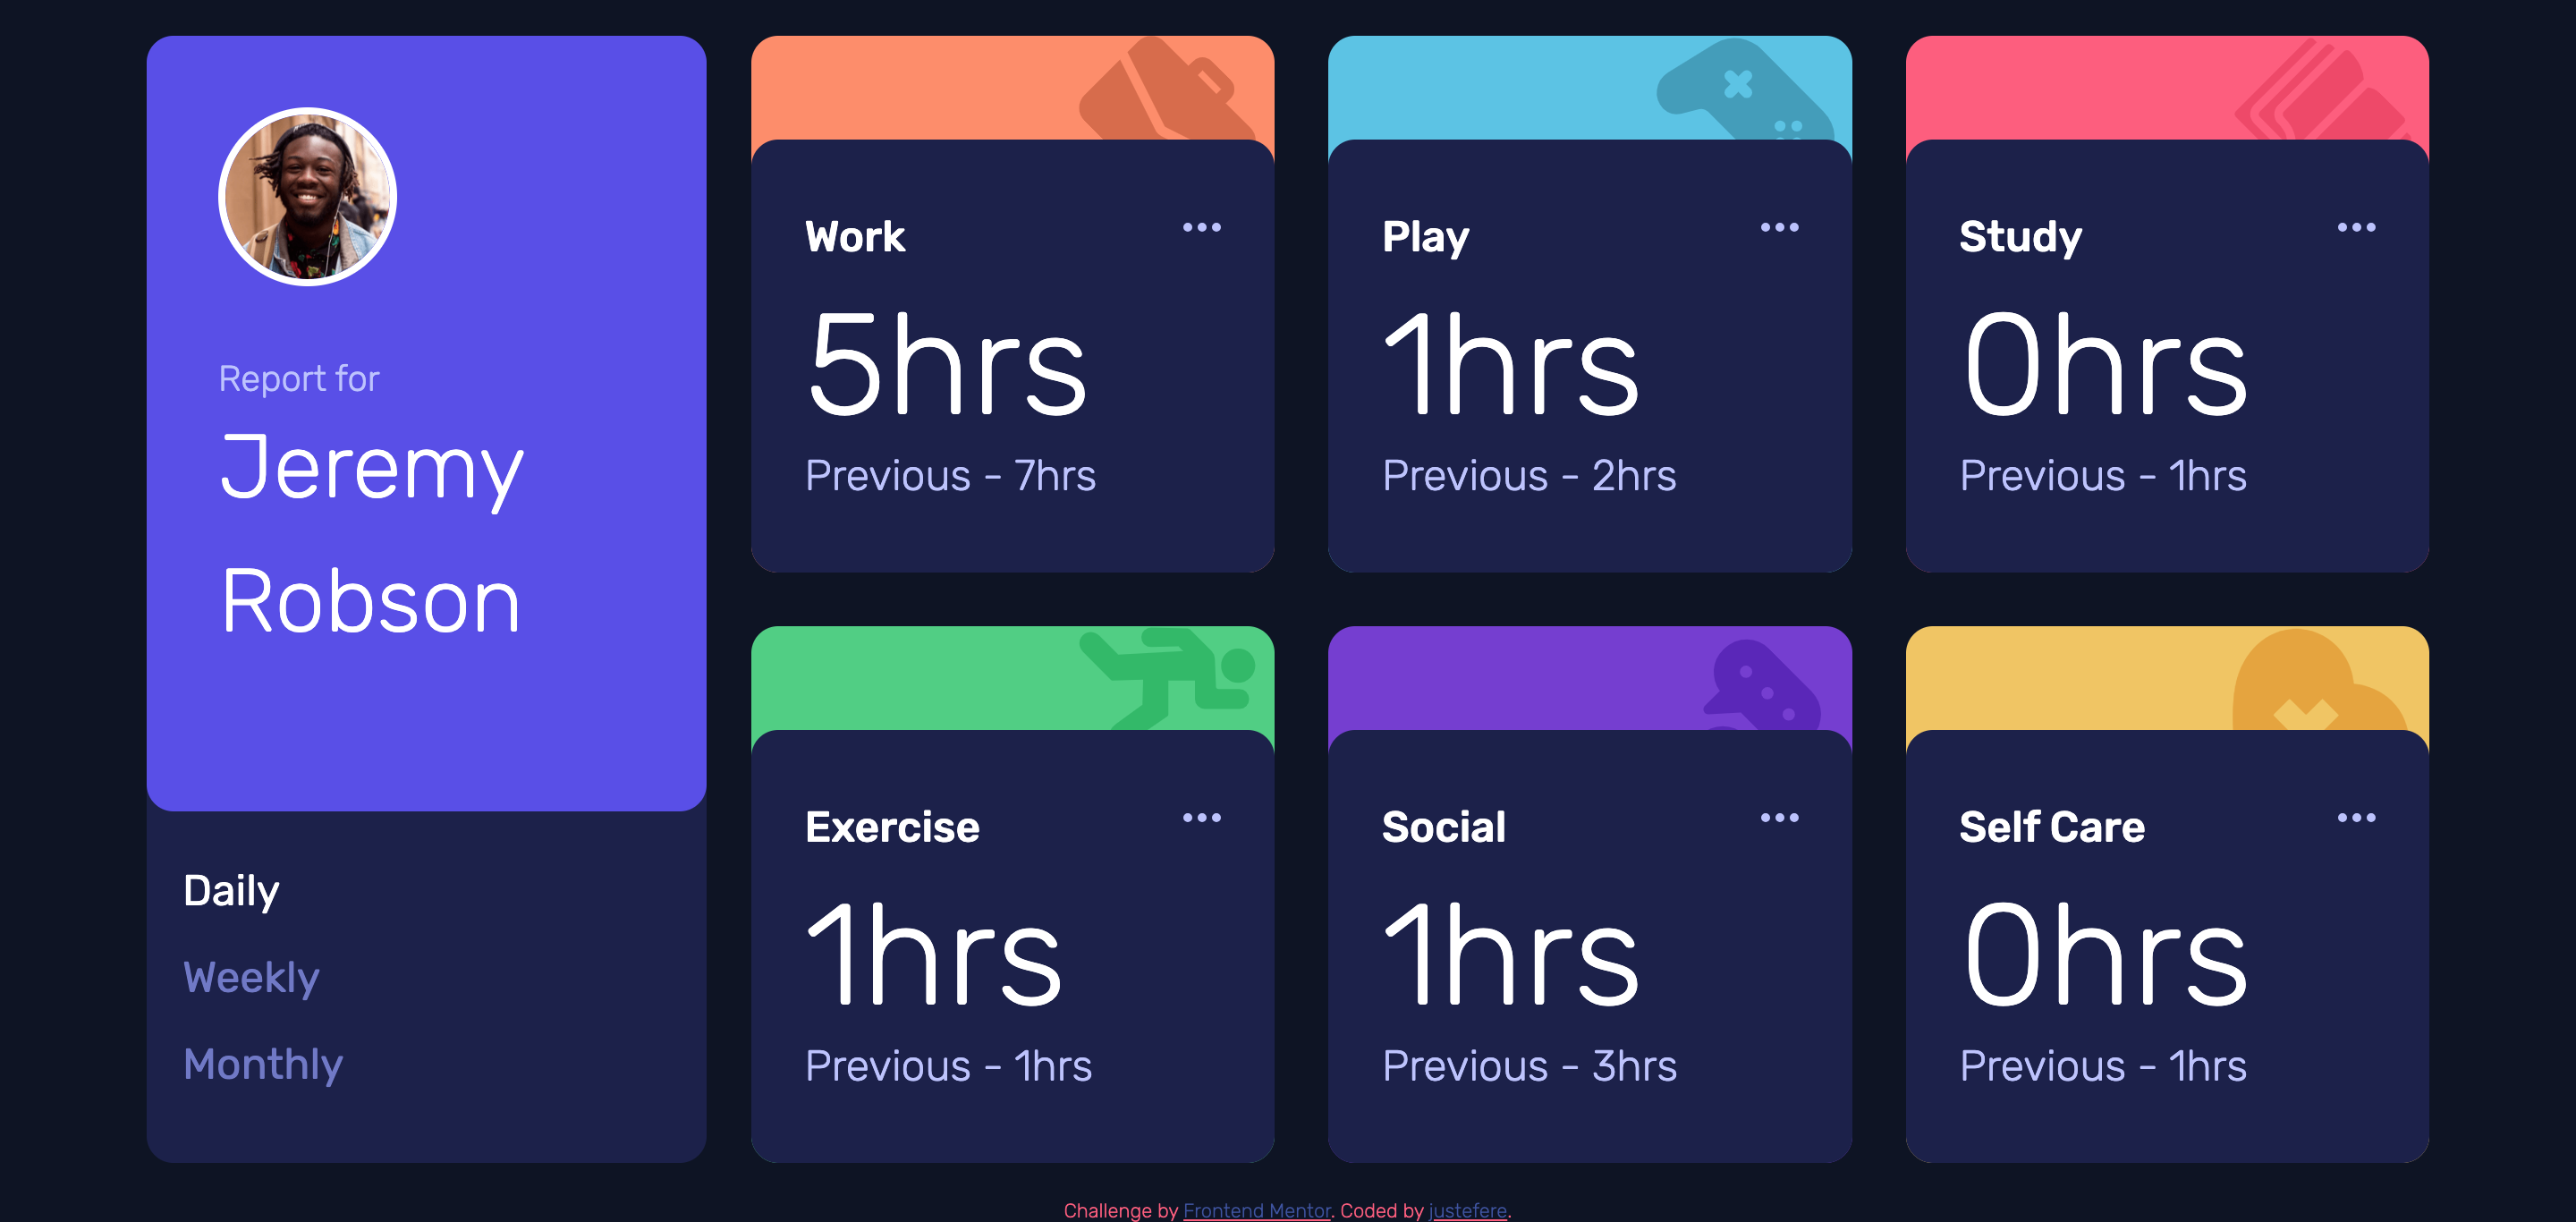 Report for
Jeremy
Robson
Daily
Weekly
Monthly
Work
5hrs
Previous - 7hrs
Play
1hrs
Previous - 2hrs
Study
0hrs
Previous - 1hrs
Exercise
1hrs
Previous - 1hrs
Social
1hrs
Previous - 3hrs
Self Care
0hrs
Previous - 1hrs
Challenge by Frontend Mentor. Coded by justefere.